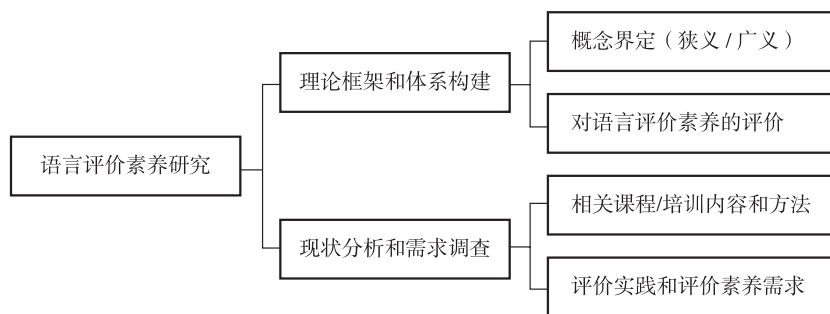 语言评价素养研究
理论框架和体系构建
概念界定（狭义 / 广义）
对语言评价素养的评价
现状分析和需求调查
相关课程/培训内容和方法
评价实践和评价素养需求